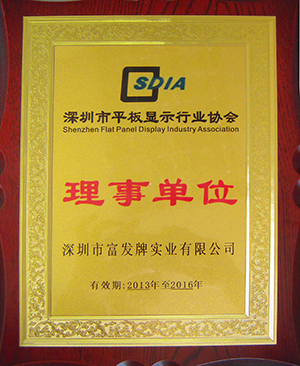 SDIA
深圳市平板显示行业协会
Shenzhen Flat Panel Display Industry Association
理事单位
深圳市富发牌实业有限公司
有效期:2013年至2016年